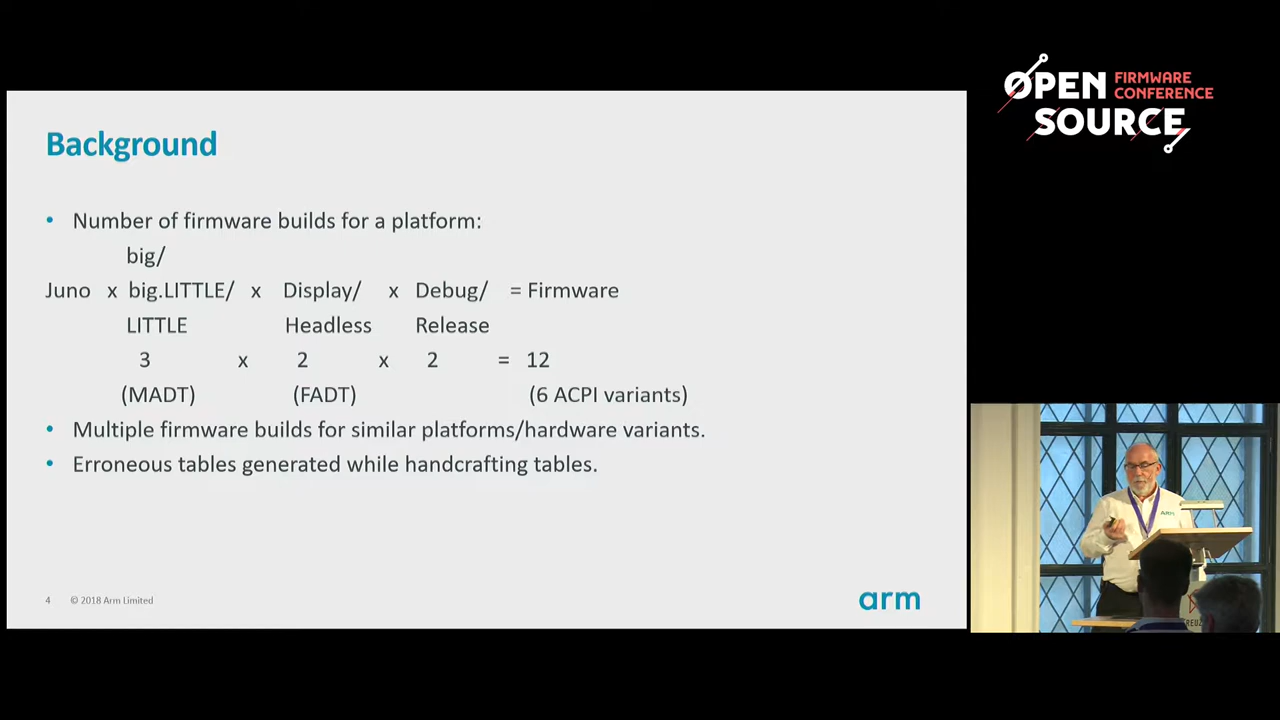 OPEN FIRMWARE
CONFERENCE
SOURCE
Background
• Number of firmware builds for a platform:
big/
Juno x big.LITTLE/ x Display/ x Debug/ = Firmware
LITTLE Headless Release
3 x 2 x 2 = 12
(MADT) (FADT) (6 ACPI variants)
• Multiple firmware builds for similar platforms/hardware variants.
• Erroneous tables generated while handcrafting tables.
4 © 2018 Arm Limited
arm
arm